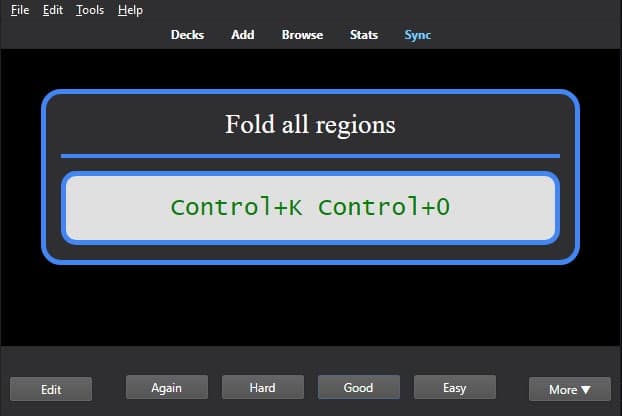 File Edit Tools Help
Decks Add Browse Stats Sync
Fold all regions
Control+K Control+0
Edit Again Hard Good Easy More ▼